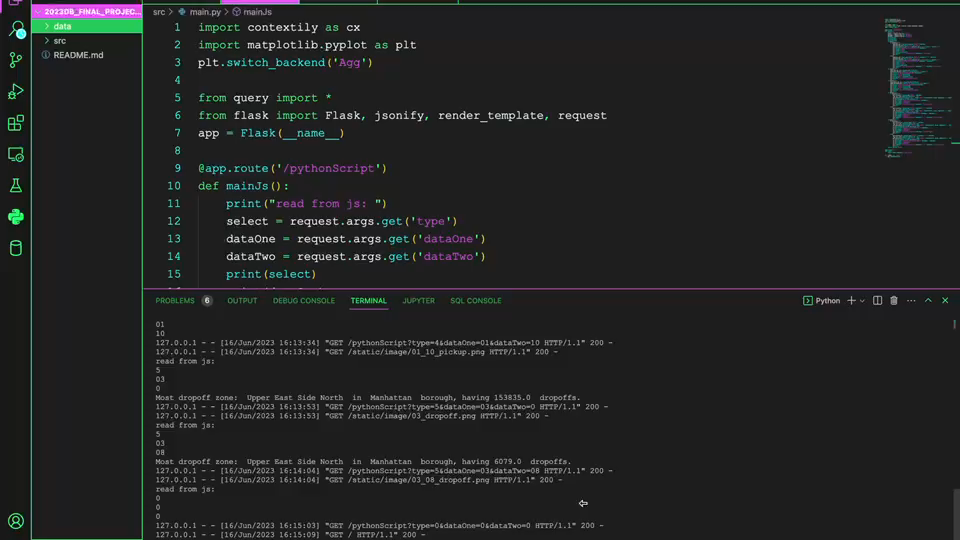 2023DB_FINAL_PROJEC...
data
src
README.md
src > main.py > mainJs
1 import contextily as cx
2 import matplotlib.pyplot as plt
3 plt.switch_backend('Agg')
4
5 from query import *
6 from flask import Flask, jsonify, render_template, request
7 app = Flask(__name__)
8
9 @app.route('/pythonScript')
10 def mainJs():
11 print("read from js: ")
12 select = request.args.get('type')
13 dataOne = request.args.get('dataOne')
14 dataTwo = request.args.get('dataTwo')
15 print(select)
PROBLEMS 6 OUTPUT DEBUG CONSOLE TERMINAL JUPYTER SQL CONSOLE Python
01
10
127.0.0.1 - - [16/Jun/2023 16:13:34] "GET /pythonScript?type=4&dataOne=01&dataTwo=10 HTTP/1.1" 200 -
127.0.0.1 - - [16/Jun/2023 16:13:34] "GET /static/image/01_10_pickup.png HTTP/1.1" 200 -
read from js:
5
03
0
Most dropoff zone: Upper East Side North in Manhattan borough, having 153835.0 dropoffs.
127.0.0.1 - - [16/Jun/2023 16:13:53] "GET /pythonScript?type=5&dataOne=03&dataTwo=0 HTTP/1.1" 200 -
127.0.0.1 - - [16/Jun/2023 16:13:53] "GET /static/image/03_dropoff.png HTTP/1.1" 200 -
read from js:
5
03
08
Most dropoff zone: Upper East Side North in Manhattan borough, having 6079.0 dropoffs.
127.0.0.1 - - [16/Jun/2023 16:14:04] "GET /pythonScript?type=5&dataOne=03&dataTwo=08 HTTP/1.1" 200 -
127.0.0.1 - - [16/Jun/2023 16:14:04] "GET /static/image/03_08_dropoff.png HTTP/1.1" 200 -
read from js:
0
0
0
127.0.0.1 - - [16/Jun/2023 16:15:03] "GET /pythonScript?type=0&dataOne=0&dataTwo=0 HTTP/1.1" 200 -
127.0.0.1 - - [16/Jun/2023 16:15:09] "GET / HTTP/1.1" 200 -